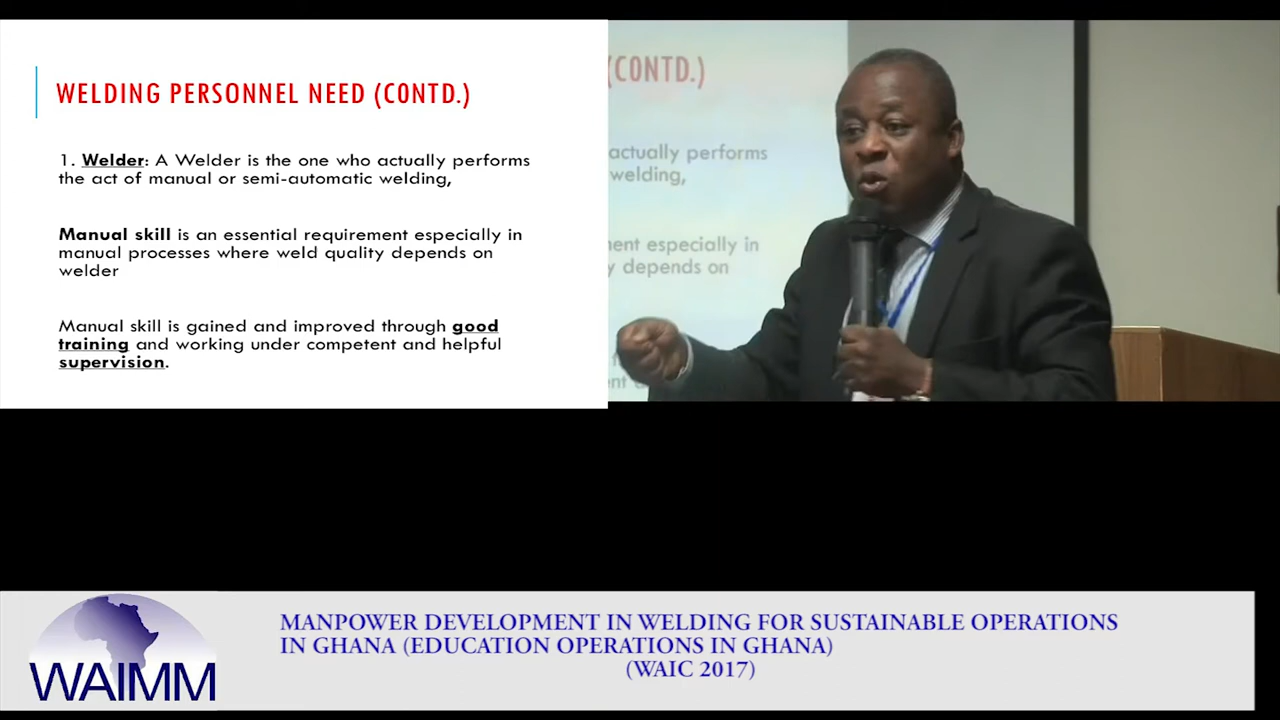 WELDING PERSONNEL NEED (CONTD.)
1. Welder: A Welder is the one who actually performs
the act of manual or semi-automatic welding,
Manual skill is an essential requirement especially in
manual processes where weld quality depends on
welder
Manual skill is gained and improved through good
training and working under competent and helpful
supervision.
(CONTD.)
actually performs
welding,
ent especially in
depends on
WAIMM
MANPOWER DEVELOPMENT IN WELDING FOR SUSTAINABLE OPERATIONS
IN GHANA (EDUCATION OPERATIONS IN GHANA)
(WAIC 2017)